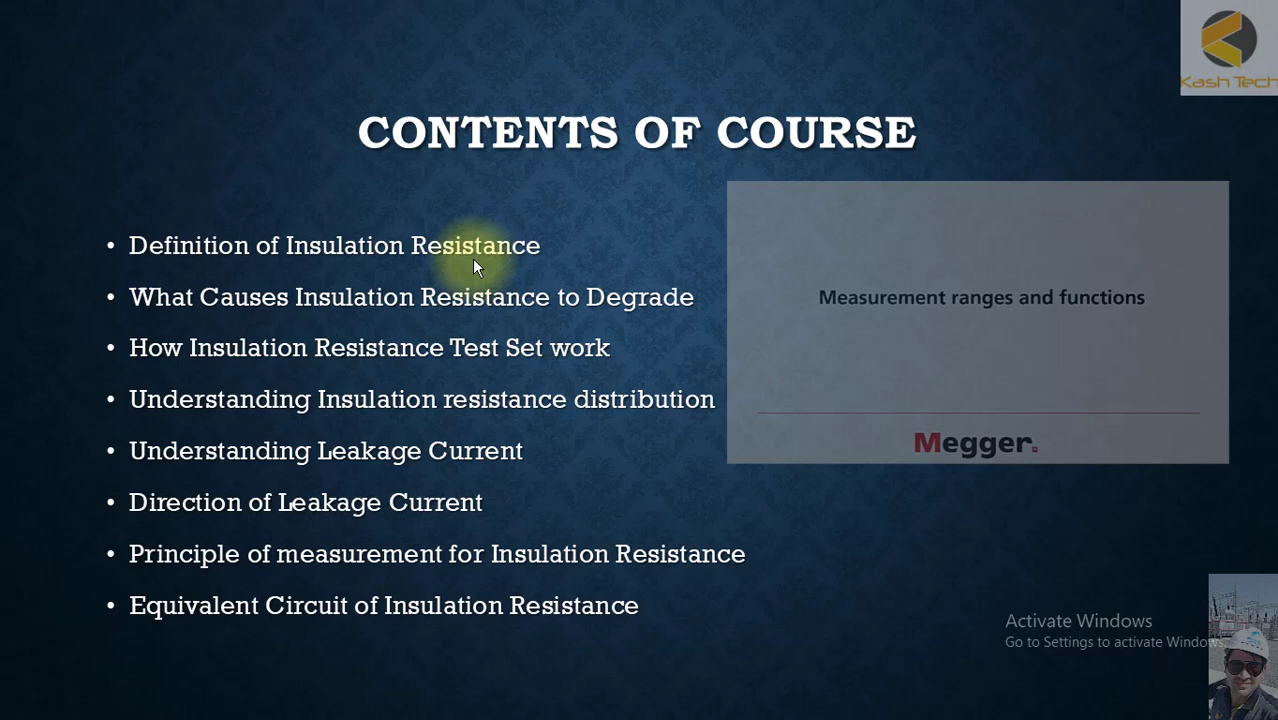 Kash Tech
CONTENTS OF COURSE
• Definition of Insulation Resistance
• What Causes Insulation Resistance to Degrade
• How Insulation Resistance Test Set work
• Understanding Insulation resistance distribution
• Understanding Leakage Current
• Direction of Leakage Current
• Principle of measurement for Insulation Resistance
• Equivalent Circuit of Insulation Resistance
Measurement ranges and functions
Megger.
Activate Windows
Go to Settings to activate Windows